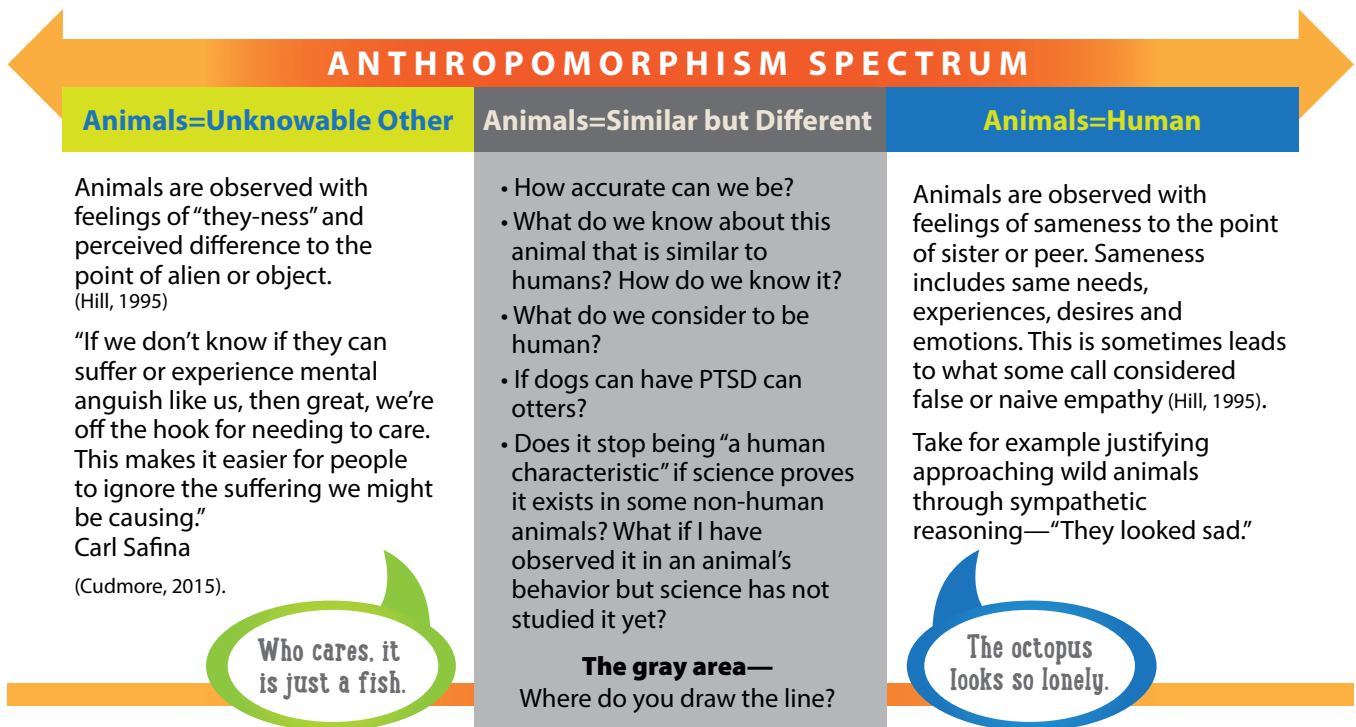 ANTHROPOMORPHISM SPECTRUM
Animals=Unknowable Other
Animals are observed with
feelings of “they-ness” and
perceived difference to the
point of alien or object.
(Hill, 1995)
“If we don’t know if they can
suffer or experience mental
anguish like us, then great, we’re
off the hook for needing to care.
This makes it easier for people
to ignore the suffering we might
be causing.”
Carl Safina
(Cudmore, 2015).
Who cares, it
is just a fish.
Animals=Similar but Different
• How accurate can we be?
• What do we know about this
animal that is similar to
humans? How do we know it?
• What do we consider to be
human?
• If dogs can have PTSD can
otters?
• Does it stop being “a human
characteristic” if science proves
it exists in some non-human
animals? What if I have
observed it in an animal’s
behavior but science has not
studied it yet?
The gray area—
Where do you draw the line?
Animals=Human
Animals are observed with
feelings of sameness to the point
of sister or peer. Sameness
includes same needs,
experiences, desires and
emotions. This is sometimes leads
to what some call considered
false or naive empathy (Hill, 1995).
Take for example justifying
approaching wild animals
through sympathetic
reasoning—“They looked sad.”
The octopus
looks so lonely.